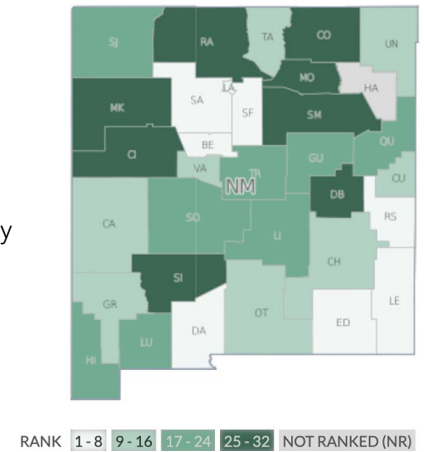 SJ
RA
TA
CO
UN
MO
HA
LA
SA
SF
MK
SM
CI
BE
QU
GU
VA
TR
CU
NM
DB
RS
CA
SO
LI
y
CH
SI
GR
OT
LE
DA
ED
LU
HI
RANK 1 - 8 9 - 16 17 - 24 25 - 32 NOT RANKED (NR)